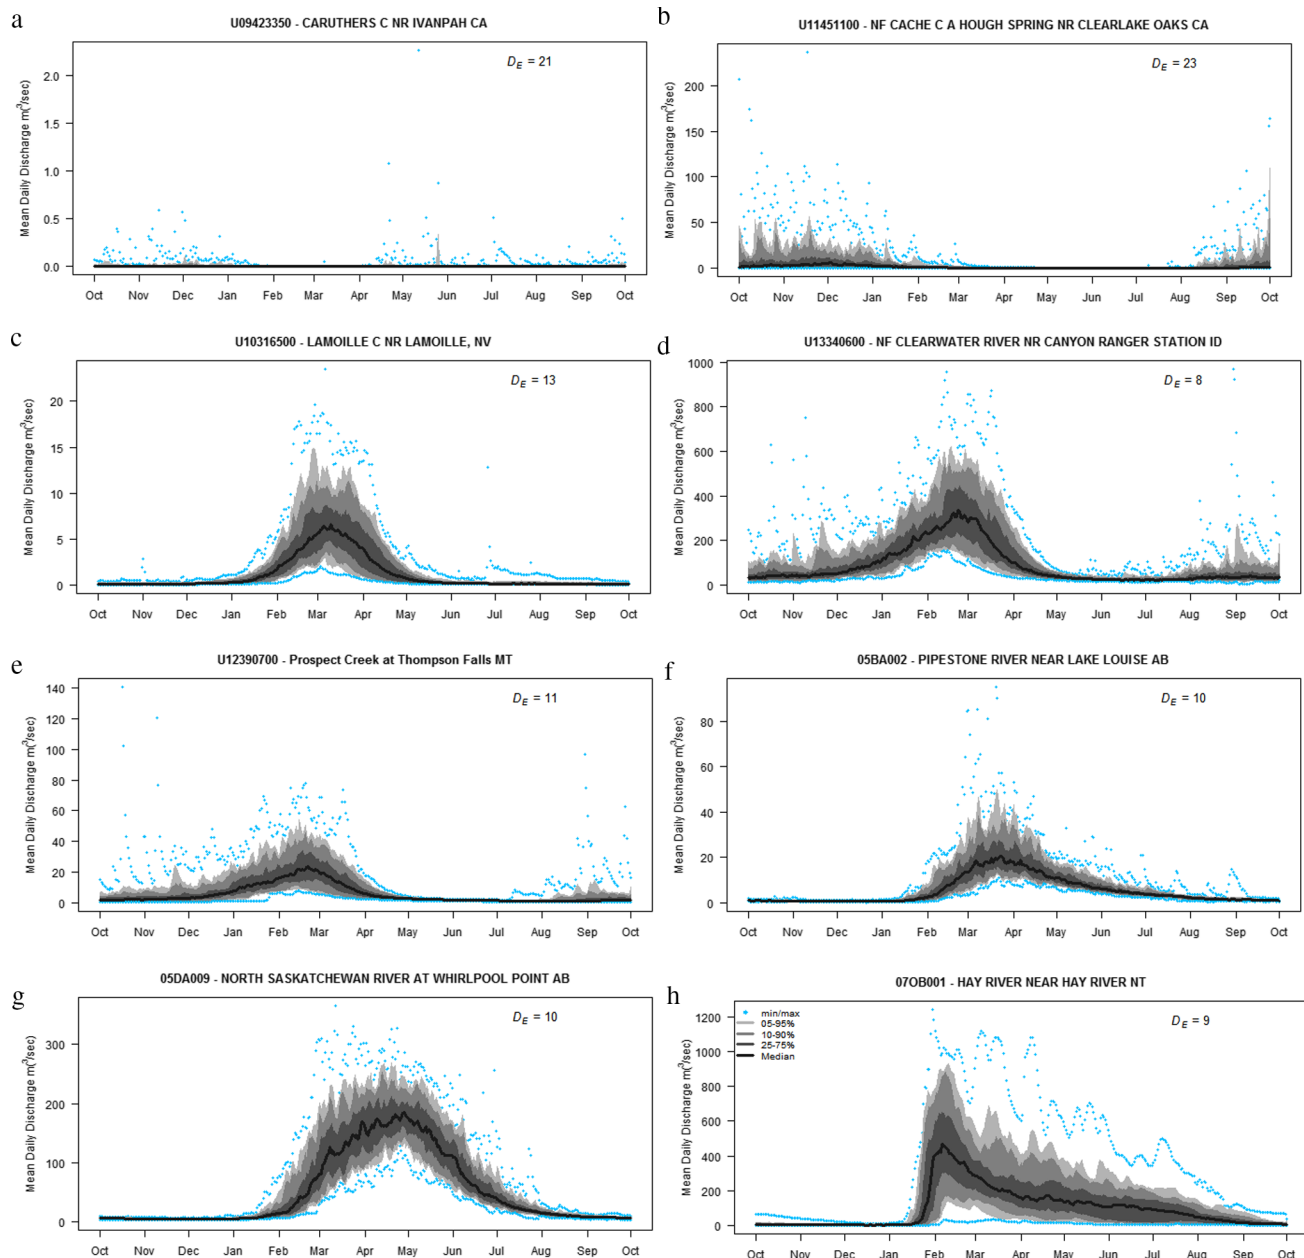 a
U09423350 - CARUTHERS C NR IVANPAH CA
D_E = 21
Mean Daily Discharge m(³/sec)
2.0
1.5
1.0
0.5
0.0
Oct Nov Dec Jan Feb Mar Apr May Jun Jul Aug Sep Oct
b
U11451100 - NF CACHE C A HOUGH SPRING NR CLEARLAKE OAKS CA
D_E = 23
Mean Daily Discharge m(³/sec)
200
150
100
50
0
Oct Nov Dec Jan Feb Mar Apr May Jun Jul Aug Sep Oct
c
U10316500 - LAMOILLE C NR LAMOILLE, NV
D_E = 13
Mean Daily Discharge m(³/sec)
20
15
10
5
0
Oct Nov Dec Jan Feb Mar Apr May Jun Jul Aug Sep Oct
d
U13340600 - NF CLEARWATER RIVER NR CANYON RANGER STATION ID
D_E = 8
Mean Daily Discharge m(³/sec)
1000
800
600
400
200
0
Oct Nov Dec Jan Feb Mar Apr May Jun Jul Aug Sep Oct
e
U12390700 - Prospect Creek at Thompson Falls MT
D_E = 11
Mean Daily Discharge m(³/sec)
140
120
100
80
60
40
20
0
Oct Nov Dec Jan Feb Mar Apr May Jun Jul Aug Sep Oct
f
05BA002 - PIPESTONE RIVER NEAR LAKE LOUISE AB
D_E = 10
Mean Daily Discharge m(³/sec)
80
60
40
20
0
Oct Nov Dec Jan Feb Mar Apr May Jun Jul Aug Sep Oct
g
05DA009 - NORTH SASKATCHEWAN RIVER AT WHIRLPOOL POINT AB
D_E = 10
Mean Daily Discharge m(³/sec)
300
200
100
0
Oct Nov Dec Jan Feb Mar Apr May Jun Jul Aug Sep Oct
h
07OB001 - HAY RIVER NEAR HAY RIVER NT
min/max
05-95%
10-90%
25-75%
Median
D_E = 9
Mean Daily Discharge m(³/sec)
1200
1000
800
600
400
200
0
Oct Nov Dec Jan Feb Mar Apr May Jun Jul Aug Sep Oct